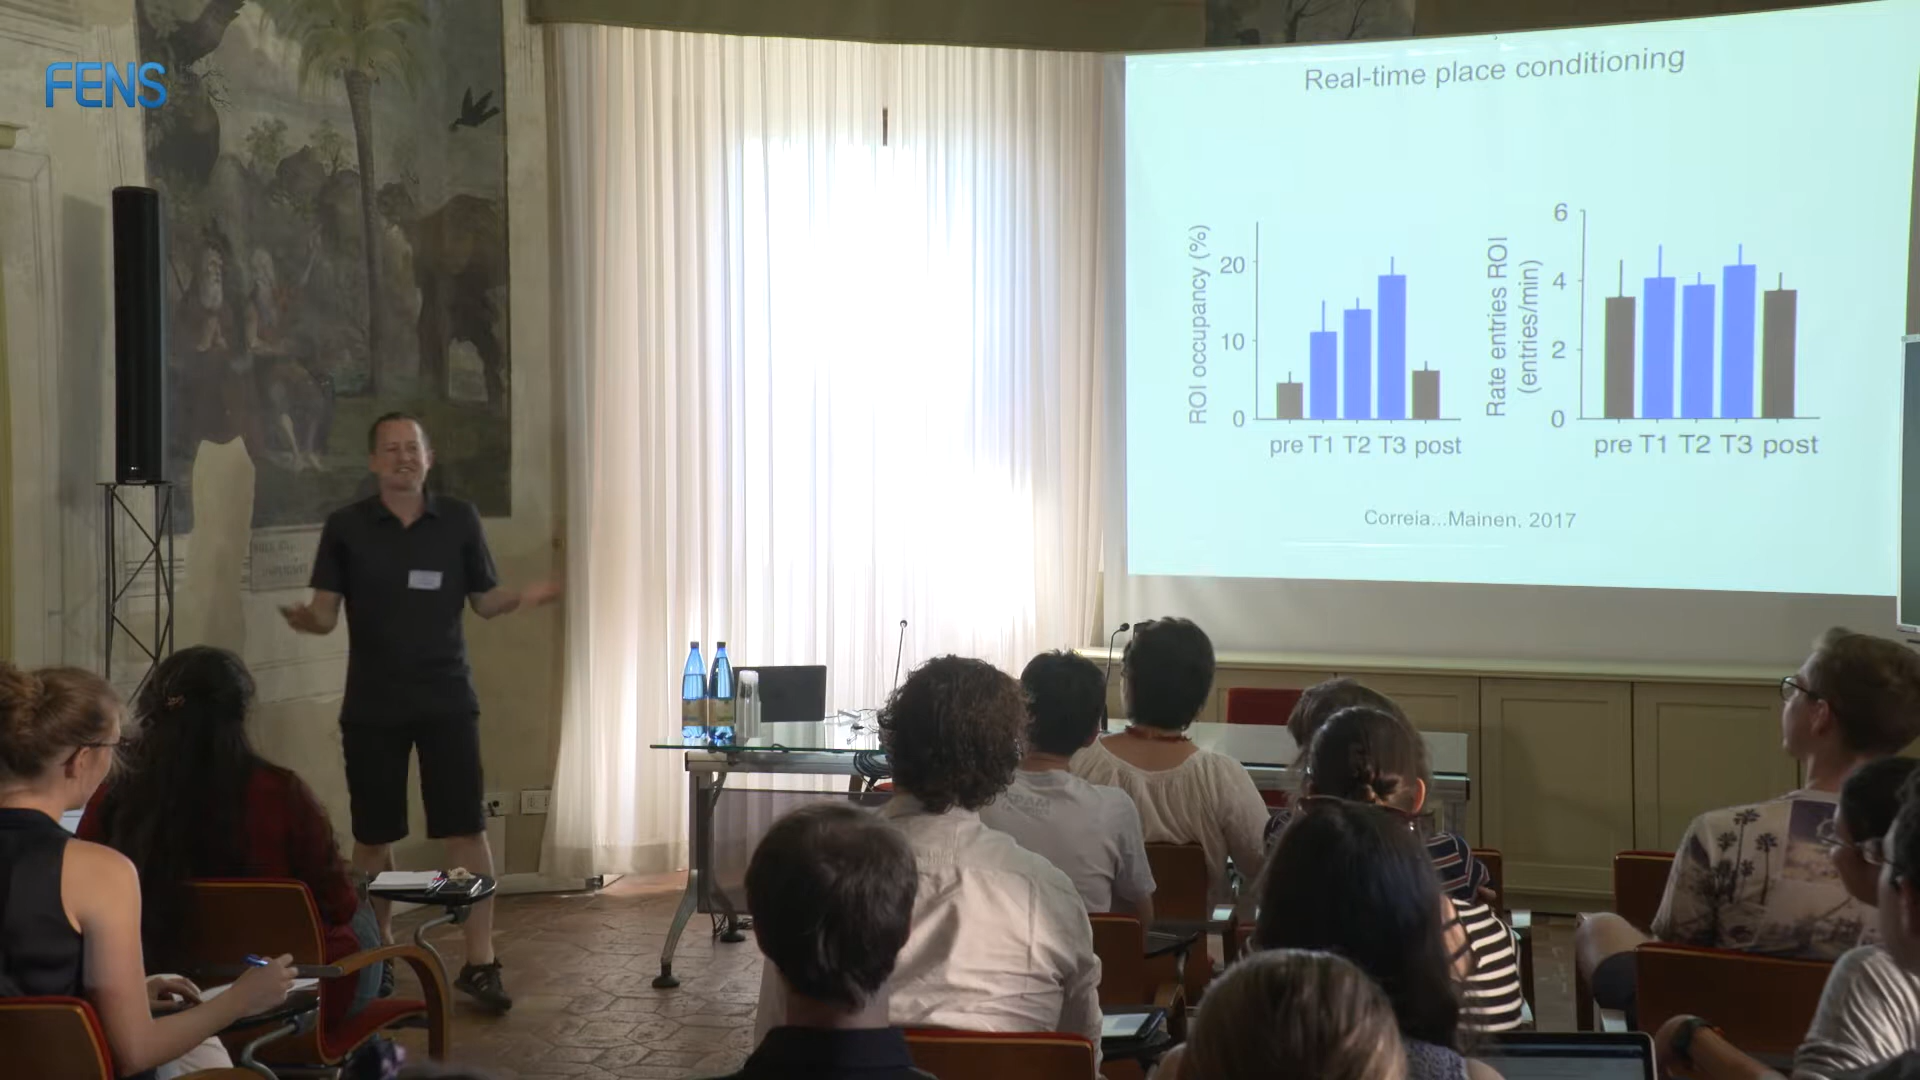 FENS
Real-time place conditioning
ROI occupancy (%)
20
10
0
pre T1 T2 T3 post
Rate entries ROI
(entries/min)
6
4
2
0
pre T1 T2 T3 post
Correia...Mainen, 2017